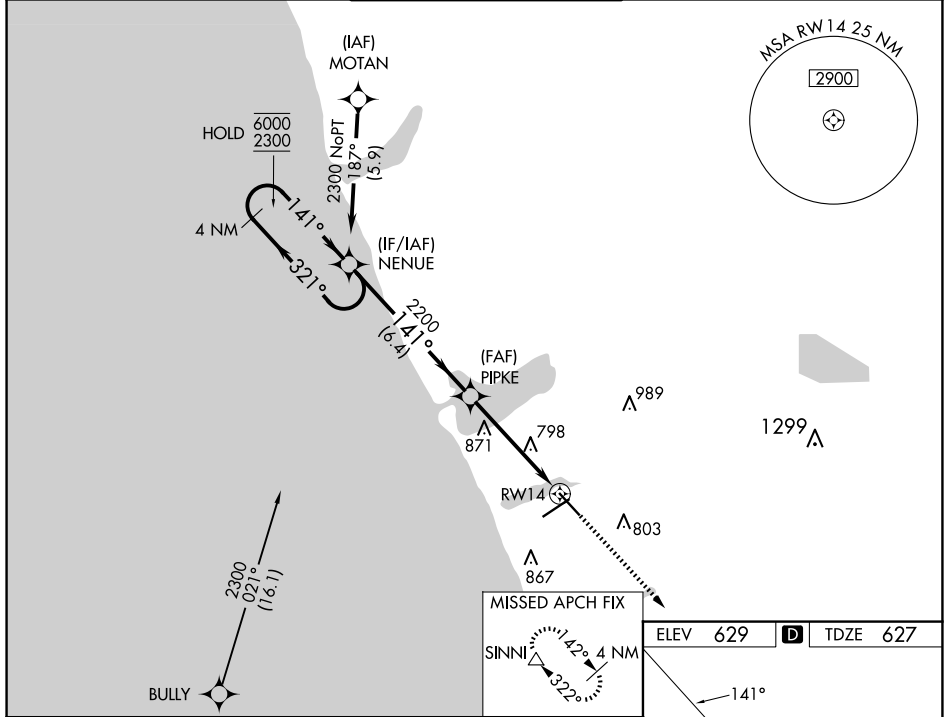 MSA RW14 25 NM
2900
(IAF)
MOTAN
HOLD 6000
2300
2300 NoPT
187°
(5.9)
4 NM
141°
321°
(IF/IAF)
NENUE
2200
141°
(6.4)
(FAF)
PIPKE
989
871
798
1299
RW14
803
867
2300
021°
(16.1)
BULLY
MISSED APCH FIX
SINNI
142°
4 NM
322°
ELEV 629 D TDZE 627
141°